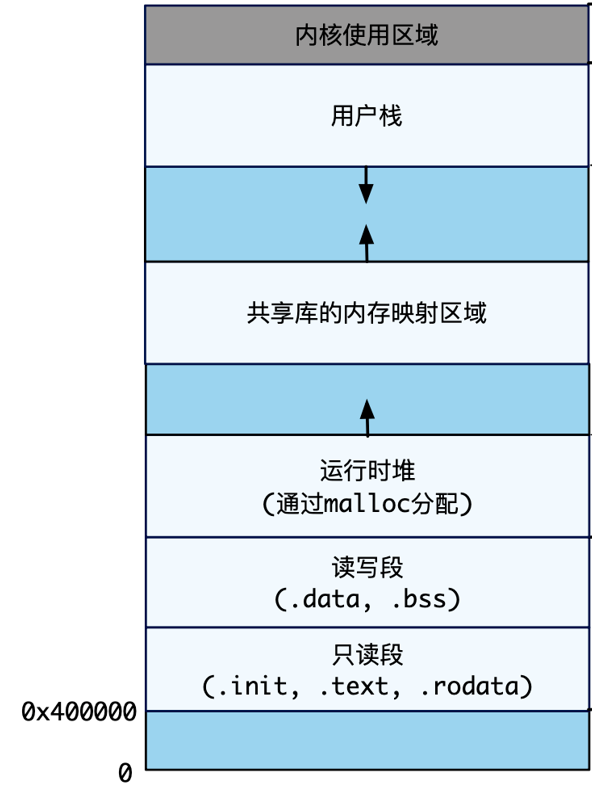 内核使用区域
用户栈
共享库的内存映射区域
运行时堆
(通过malloc分配)
读写段
(.data, .bss)
只读段
(.init, .text, .rodata)
0x400000
0